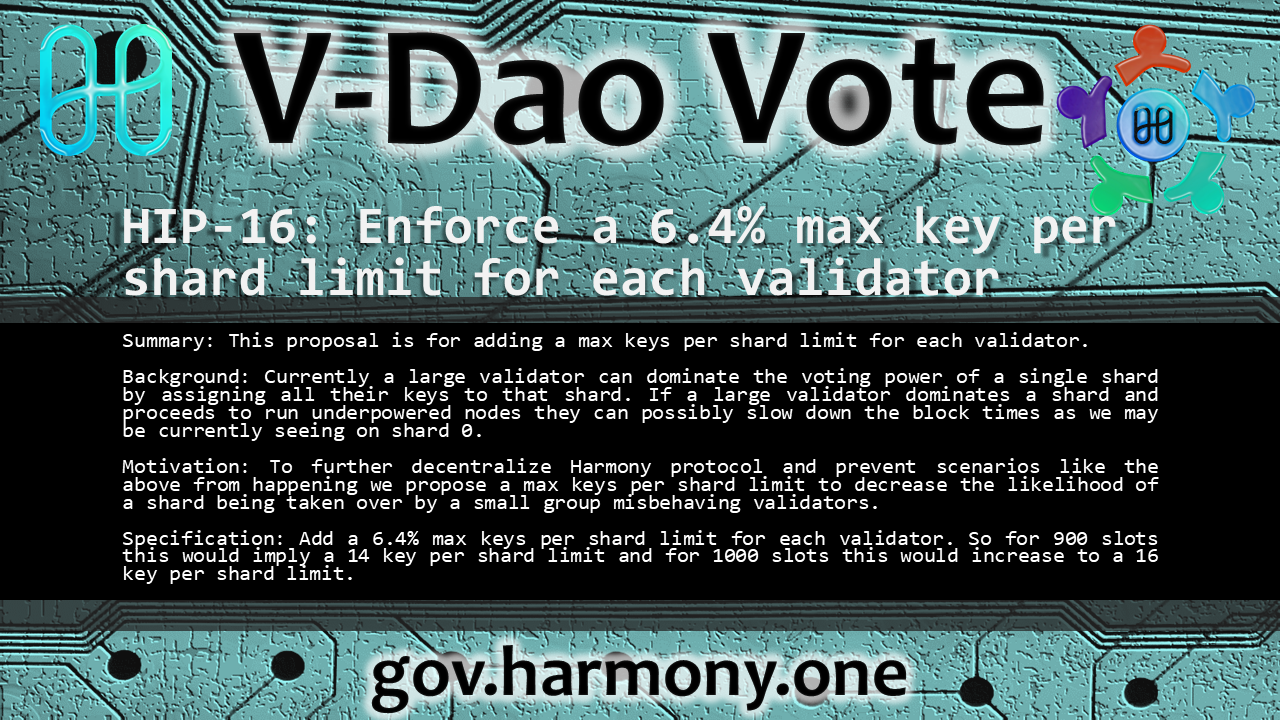 V-Dao Vote
HIP-16: Enforce a 6.4% max key per
shard limit for each validator
Summary: This proposal is for adding a max keys per shard limit for each validator.
Background: Currently a large validator can dominate the voting power of a single shard
by assigning all their keys to that shard. If a large validator dominates a shard and
proceeds to run underpowered nodes they can possibly slow down the block times as we may
be currently seeing on shard 0.
Motivation: To further decentralize Harmony protocol and prevent scenarios like the
above from happening we propose a max keys per shard limit to decrease the likelihood of
a shard being taken over by a small group misbehaving validators.
Specification: Add a 6.4% max keys per shard limit for each validator. So for 900 slots
this would imply a 14 key per shard limit and for 1000 slots this would increase to a 16
key per shard limit.
gov.harmony.one